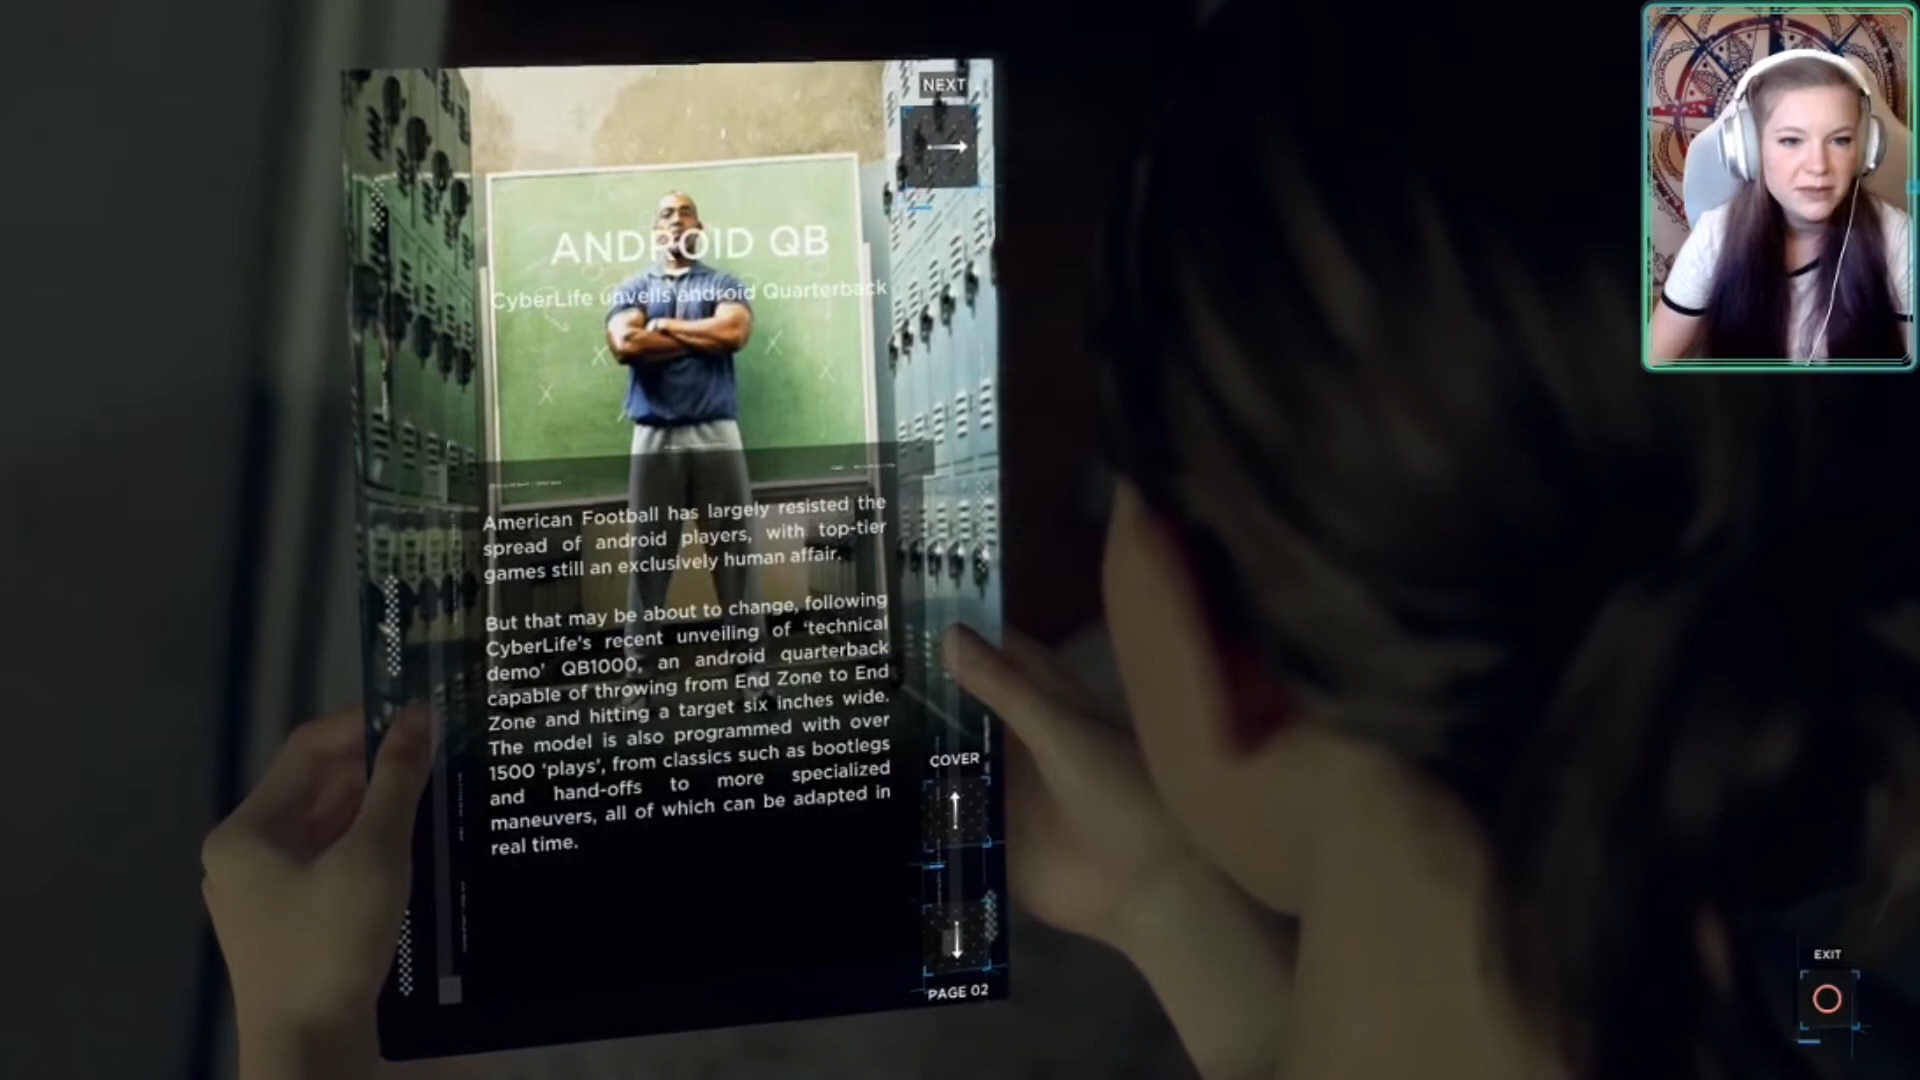 NEXT
ANDROID QB
CyberLife unveils android Quarterback
American Football has largely resisted the
spread of android players, with top-tier
games still an exclusively human affair.
But that may be about to change, following
CyberLife's recent unveiling of 'technical
demo' QB1000, an android quarterback
capable of throwing from End Zone to End
Zone and hitting a target six inches wide.
The model is also programmed with over
1500 'plays', from classics such as bootlegs
and hand-offs to more specialized
maneuvers, all of which can be adapted in
real time.
COVER
PAGE 02
EXIT